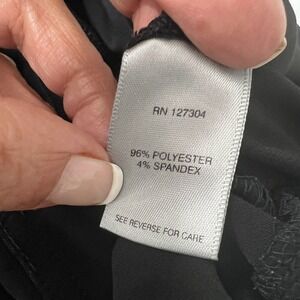 RN 127304
96% POLYESTER
4% SPANDEX
SEE REVERSE FOR CARE